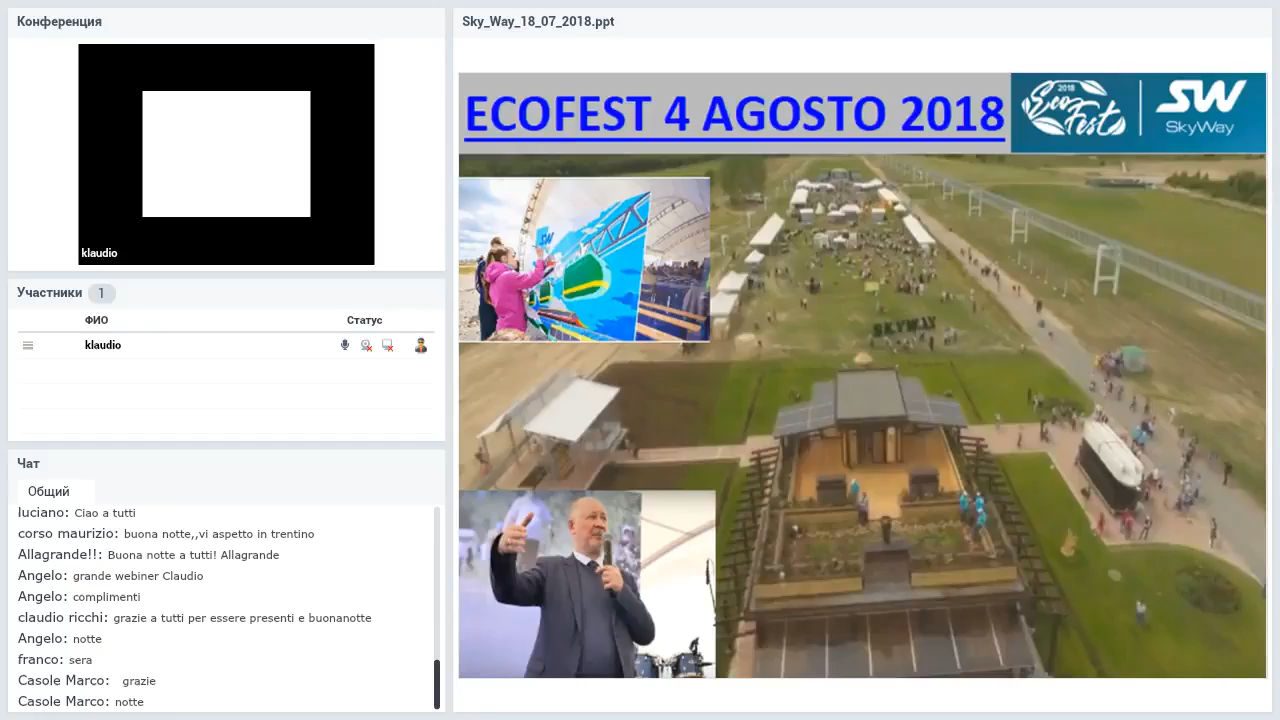 Конференция
klaudio
Участники 1
ФИО Статус
klaudio
Чат
Общий
luciano: Ciao a tutti
corso maurizio: buona notte,,vi aspetto in trentino
Allagrande!!: Buona notte a tutti! Allagrande
Angelo: grande webiner Claudio
Angelo: complimenti
claudio ricchi: grazie a tutti per essere presenti e buonanotte
Angelo: notte
franco: sera
Casole Marco: grazie
Casole Marco: notte
Sky_Way_18_07_2018.ppt
ECOFEST 4 AGOSTO 2018
2018
Eco
Fest
SW
SkyWay
SW
SKYWAY